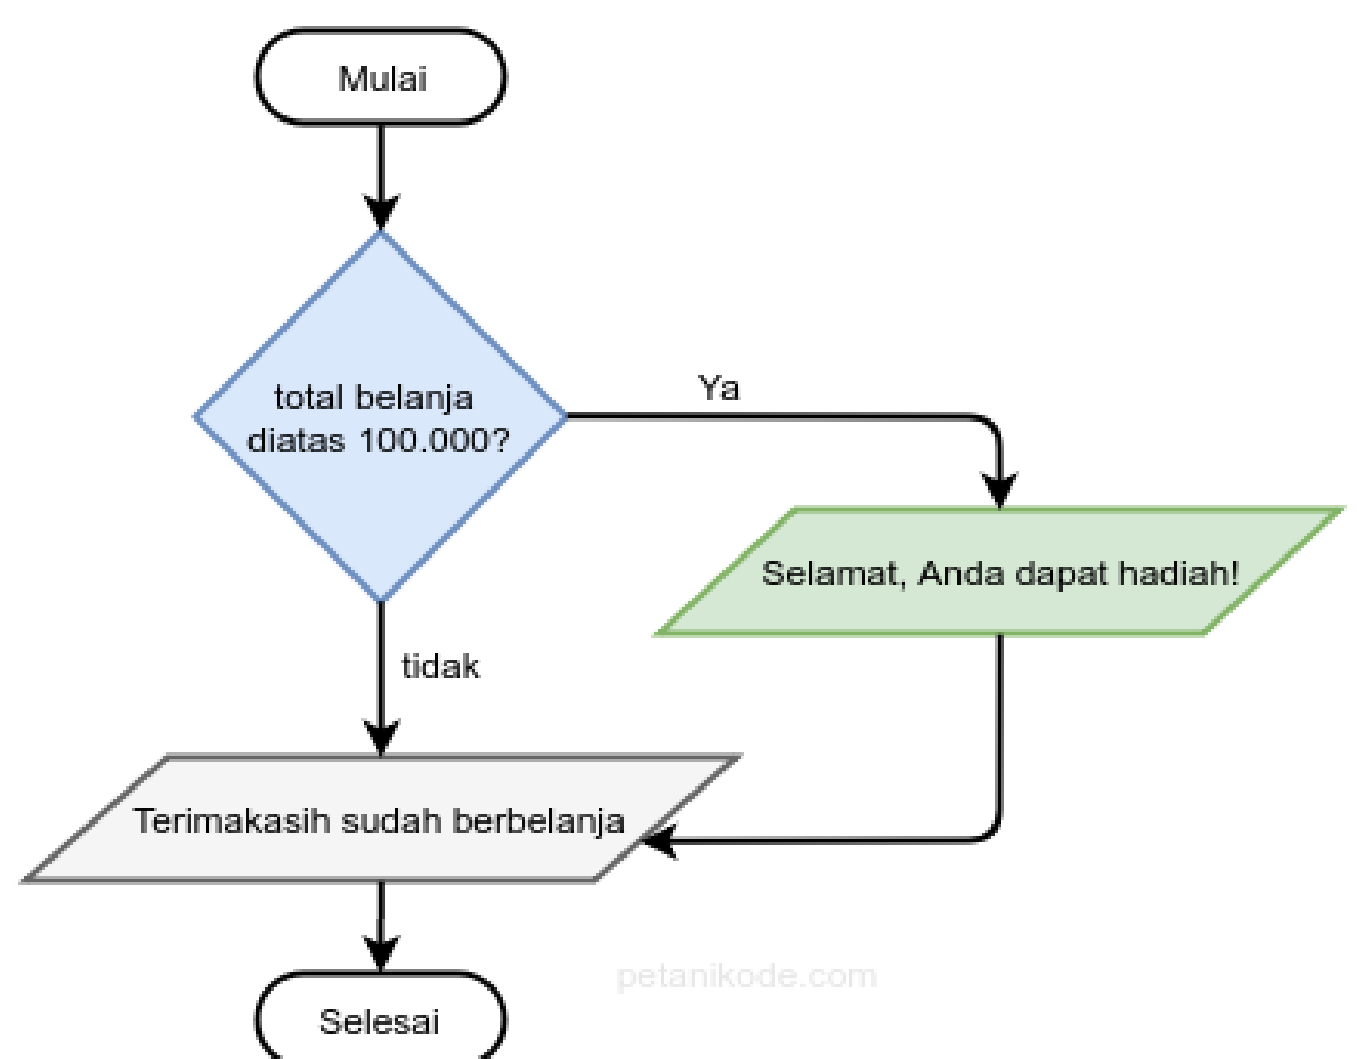 Mulai
total belanja
diatas 100.000?
Ya
Selamat, Anda dapat hadiah!
tidak
Terimakasih sudah berbelanja
petanikode.com
Selesai